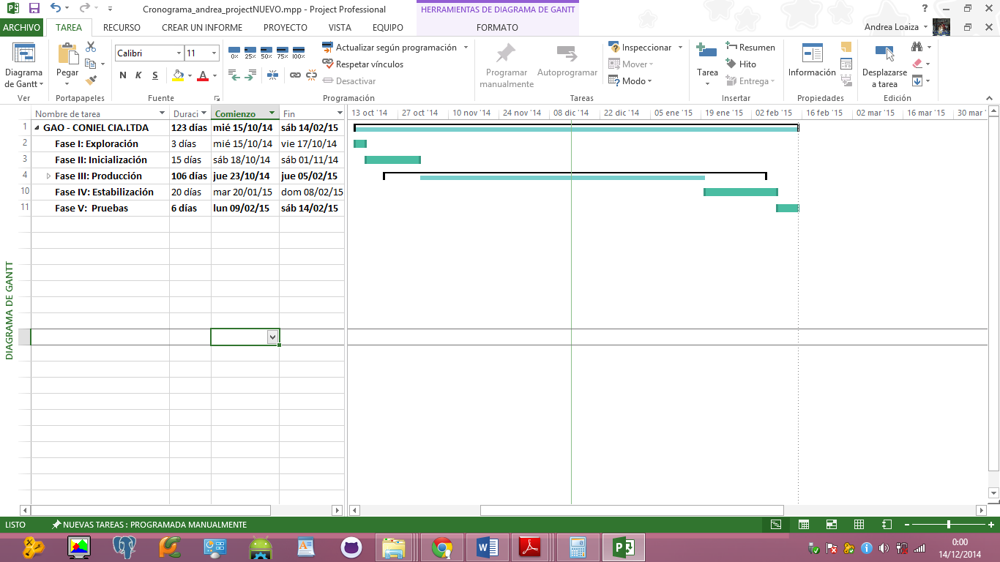 Cronograma_andrea_projectNUEVO.mpp - Project Professional
HERRAMIENTAS DE DIAGRAMA DE GANTT
ARCHIVO TAREA RECURSO CREAR UN INFORME PROYECTO VISTA EQUIPO FORMATO Andrea Loaiza
Diagrama de Gantt
Pegar
Calibri 11
N K S
0% 25% 50% 75% 100%
Actualizar según programación
Respetar vínculos
Desactivar
Programar manualmente
Autoprogramar
Inspeccionar
Mover
Modo
Tarea
Resumen
Hito
Entrega
Información
Desplazarse a tarea
Ver Portapapeles Fuente Programación Tareas Insertar Propiedades Edición
Nombre de tarea Duraci Comienzo Fin
13 oct '14 27 oct '14 10 nov '14 24 nov '14 08 dic '14 22 dic '14 05 ene '15 19 ene '15 02 feb '15 16 feb '15 02 mar '15 16 mar '15 30 mar '
1 GAO - CONIEL CIA.LTDA 123 días mié 15/10/14 sáb 14/02/15
2 Fase I: Exploración 3 días mié 15/10/14 vie 17/10/14
3 Fase II: Inicialización 15 días sáb 18/10/14 sáb 01/11/14
4 Fase III: Producción 106 días jue 23/10/14 jue 05/02/15
10 Fase IV: Estabilización 20 días mar 20/01/15 dom 08/02/15
11 Fase V: Pruebas 6 días lun 09/02/15 sáb 14/02/15
DIAGRAMA DE GANTT
LISTO NUEVAS TAREAS : PROGRAMADA MANUALMENTE
0:00
14/12/2014